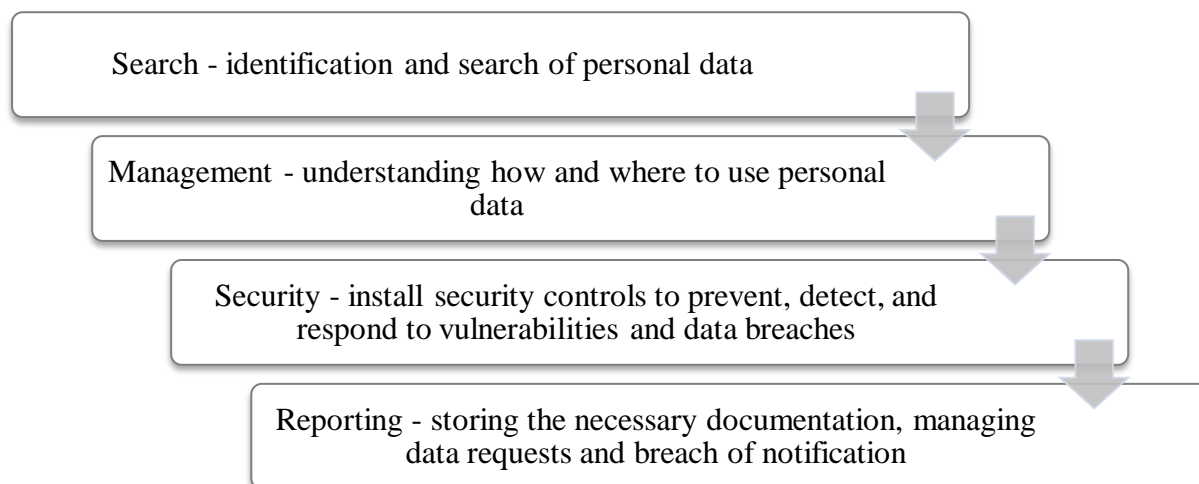 Search - identification and search of personal data
Management - understanding how and where to use personal
data
Security - install security controls to prevent, detect, and
respond to vulnerabilities and data breaches
Reporting - storing the necessary documentation, managing
data requests and breach of notification